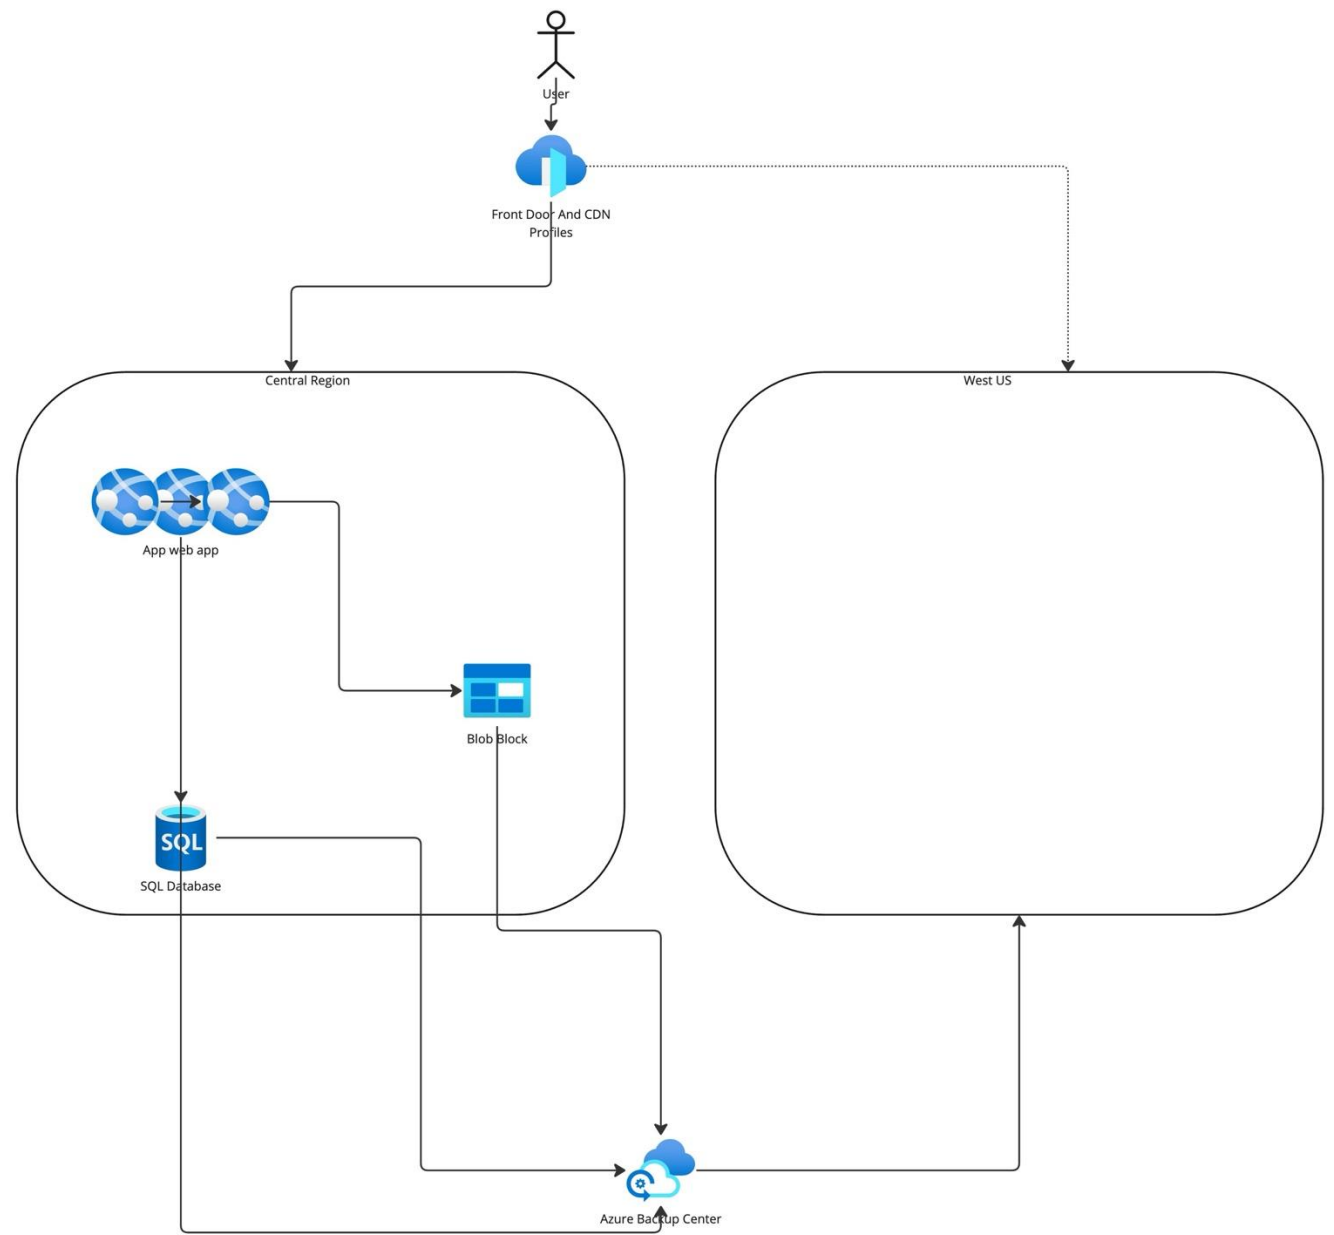 User
Front Door And CDN
Profiles
Central Region
West US
App web app
Blob Block
SQL
SQL Database
Azure Backup Center